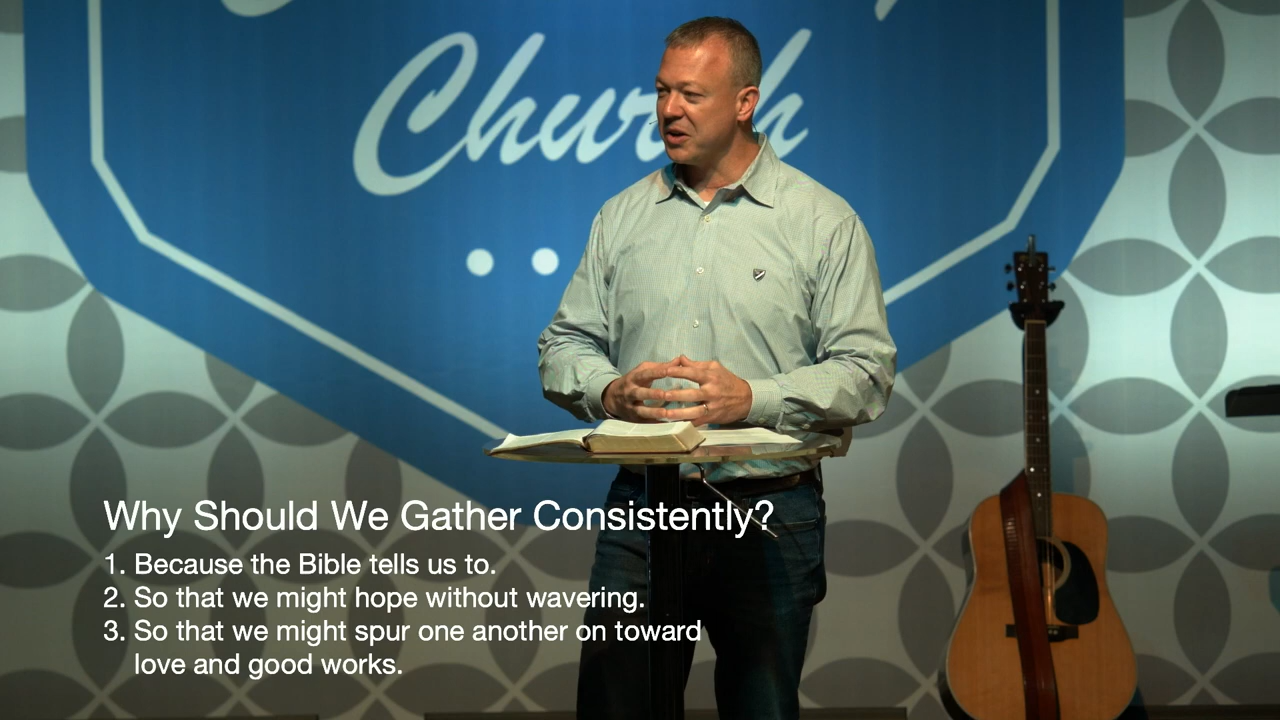 Church
Why Should We Gather Consistently?
1. Because the Bible tells us to.
2. So that we might hope without wavering.
3. So that we might spur one another on toward
love and good works.